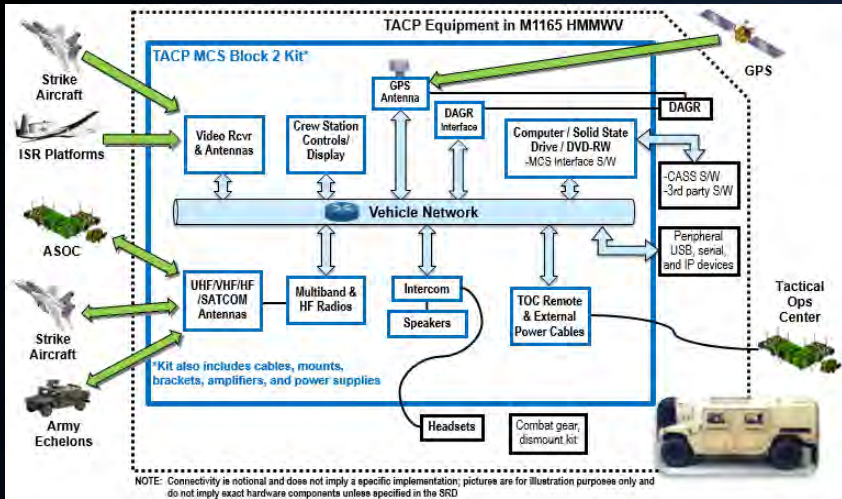 TACP Equipment in M1165 HMMWV
TACP MCS Block 2 Kit*
Strike
Aircraft
ISR Platforms
ASOC
Strike
Aircraft
Army
Echelons
GPS
Antenna
GPS
DAGR
Interface
DAGR
Video Rcvr
& Antennas
Crew Station
Controls/
Display
Computer / Solid State
Drive / DVD-RW
-MCS Interface S/W
-CASS S/W
-3rd party S/W
Vehicle Network
Peripheral
USB, serial,
and IP devices
UHF/VHF/HF
/SATCOM
Antennas
Multiband &
HF Radios
Intercom
Speakers
TOC Remote
& External
Power Cables
Tactical
Ops
Center
*Kit also includes cables, mounts,
brackets, amplifiers, and power supplies
Headsets
Combat gear,
dismount kit
NOTE: Connectivity is notional and does not imply a specific implementation; pictures are for illustration purposes only and
do not imply exact hardware components unless specified in the SRD